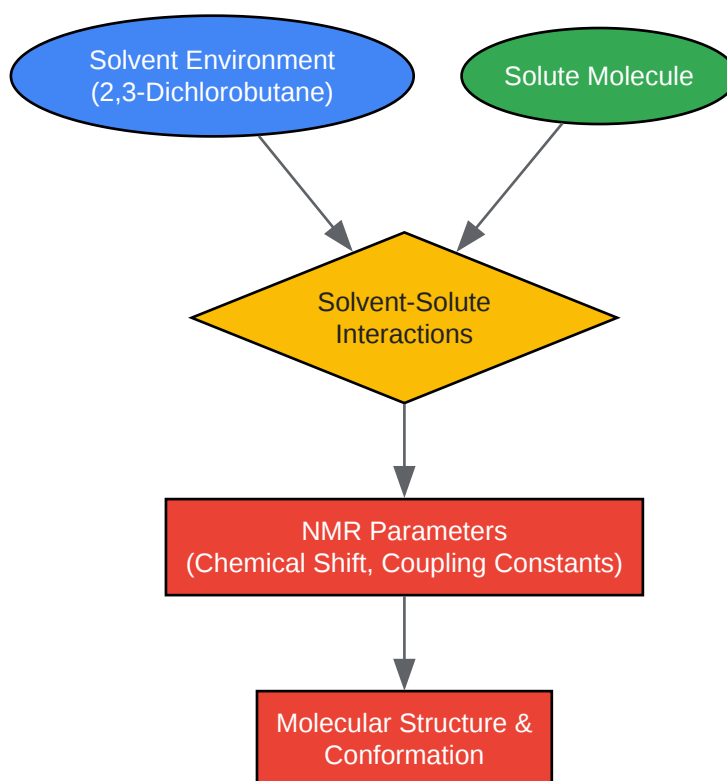 Solvent Environment
(2,3-Dichlorobutane)
Solute Molecule
Solvent-Solute
Interactions
NMR Parameters
(Chemical Shift, Coupling Constants)
Molecular Structure &
Conformation